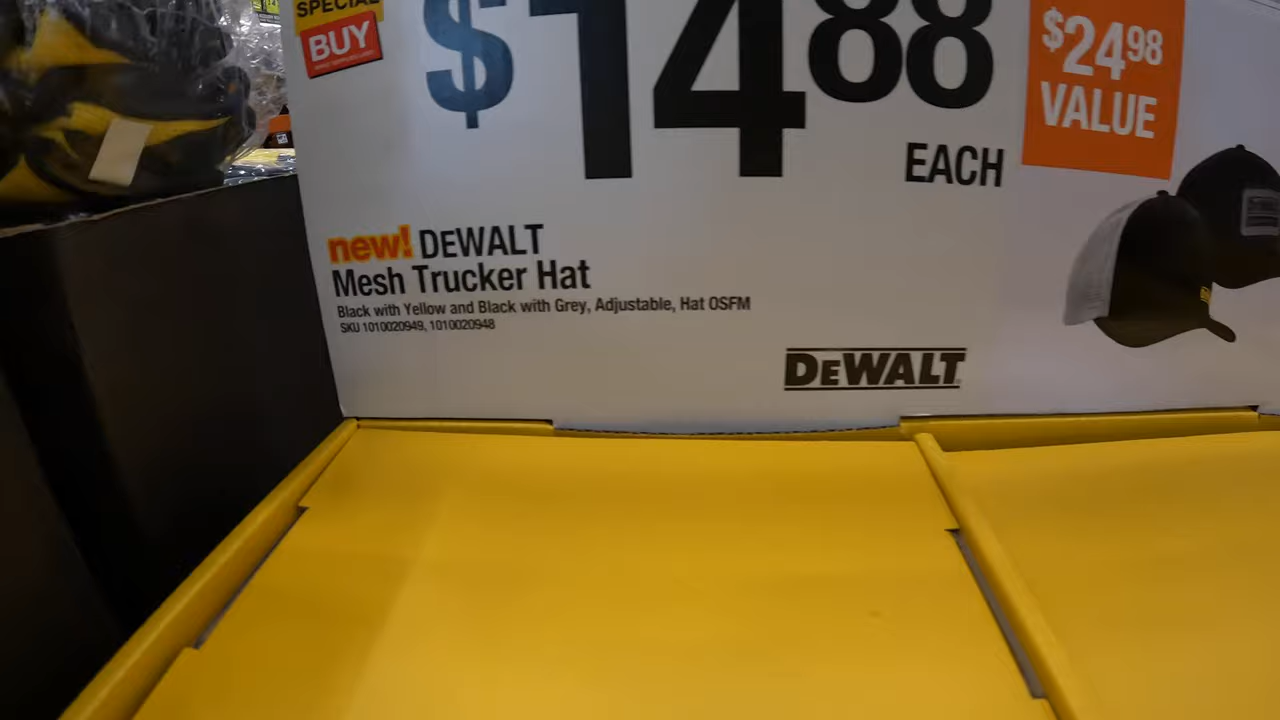 SPECIAL
BUY
$14 88
EACH
$24 98
VALUE
new! DEWALT
Mesh Trucker Hat
Black with Yellow and Black with Grey, Adjustable, Hat OSFM
SKU 1010020949, 1010020948
DEWALT